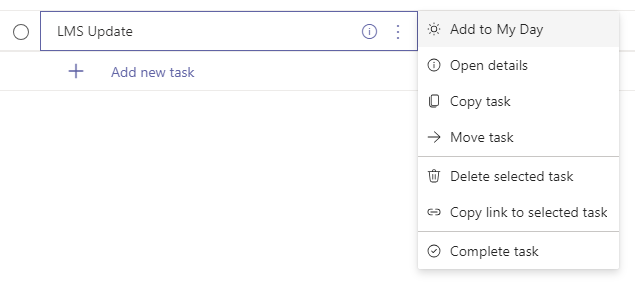 LMS Update
Add new task
Add to My Day
Open details
Copy task
Move task
Delete selected task
Copy link to selected task
Complete task